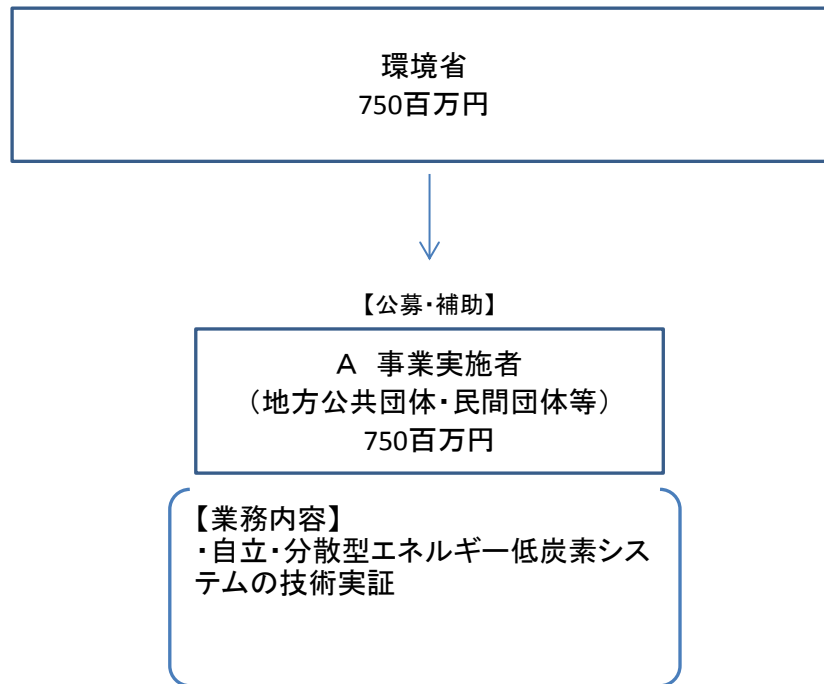 環境省
750百万円
【公募・補助】
A 事業実施者
（地方公共団体・民間団体等）
750百万円
【業務内容】
・自立・分散型エネルギー低炭素シス
テムの技術実証